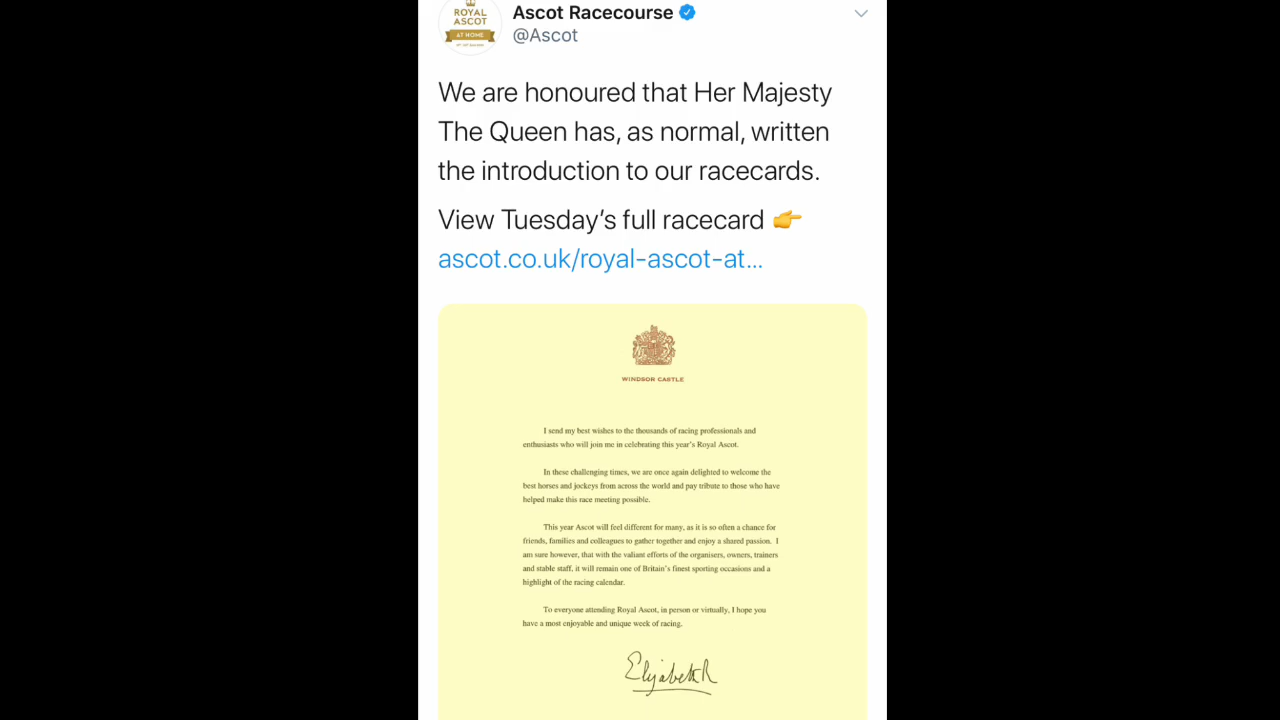 ROYAL
ASCOT
AT HOME
Ascot Racecourse
@Ascot
We are honoured that Her Majesty
The Queen has, as normal, written
the introduction to our racecards.
View Tuesday's full racecard 👉
ascot.co.uk/royal-ascot-at...
WINDSOR CASTLE
I send my best wishes to the thousands of racing professionals and
enthusiasts who will join me in celebrating this year's Royal Ascot.
In these challenging times, we are once again delighted to welcome the
best horses and jockeys from across the world and pay tribute to those who have
helped make this race meeting possible.
This year Ascot will feel different for many, as it is so often a chance for
friends, families and colleagues to gather together and enjoy a shared passion. I
am sure however, that with the valiant efforts of the organisers, owners, trainers
and stable staff, it will remain one of Britain's finest sporting occasions and a
highlight of the racing calendar.
To everyone attending Royal Ascot, in person or virtually, I hope you
have a most enjoyable and unique week of racing.
Elizabeth R